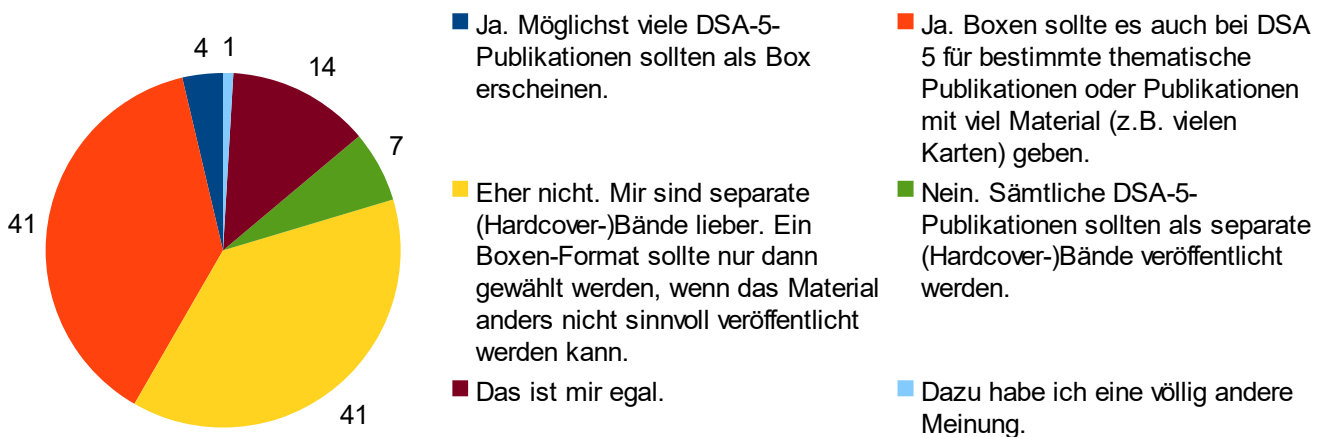 4
1
14
7
41
41
Ja. Möglichst viele DSA-5-
Publikationen sollten als Box
erscheinen.
Ja. Boxen sollte es auch bei DSA
5 für bestimmte thematische
Publikationen oder Publikationen
mit viel Material (z.B. vielen
Karten) geben.
Eher nicht. Mir sind separate
(Hardcover-)Bände lieber. Ein
Boxen-Format sollte nur dann
gewählt werden, wenn das Material
anders nicht sinnvoll veröffentlicht
werden kann.
Nein. Sämtliche DSA-5-
Publikationen sollten als separate
(Hardcover-)Bände veröffentlicht
werden.
Das ist mir egal.
Dazu habe ich eine völlig andere
Meinung.